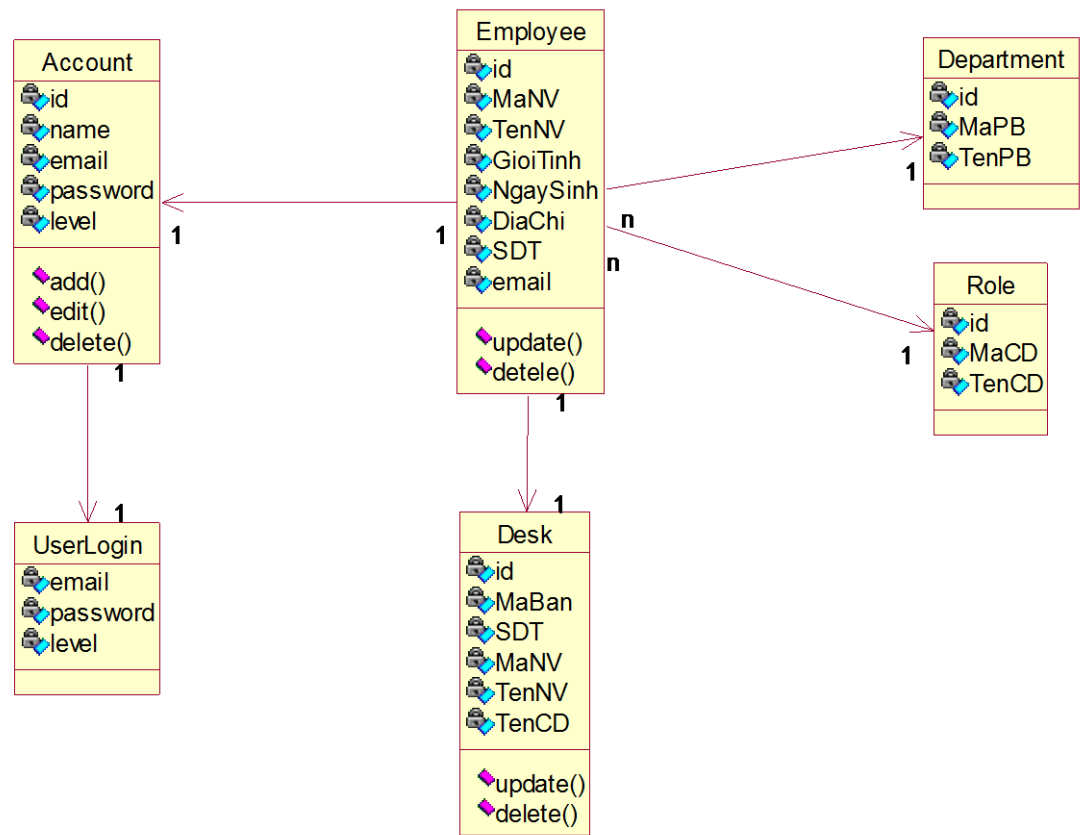 Account
id
name
email
password
level
add()
edit()
delete()
Employee
id
MaNV
TenNV
GioiTinh
NgaySinh
DiaChi
SDT
email
update()
detele()
Department
id
MaPB
TenPB
1
1
1
n
n
Role
id
MaCD
TenCD
1
1
1
1
1
UserLogin
email
password
level
Desk
id
MaBan
SDT
MaNV
TenNV
TenCD
update()
delete()